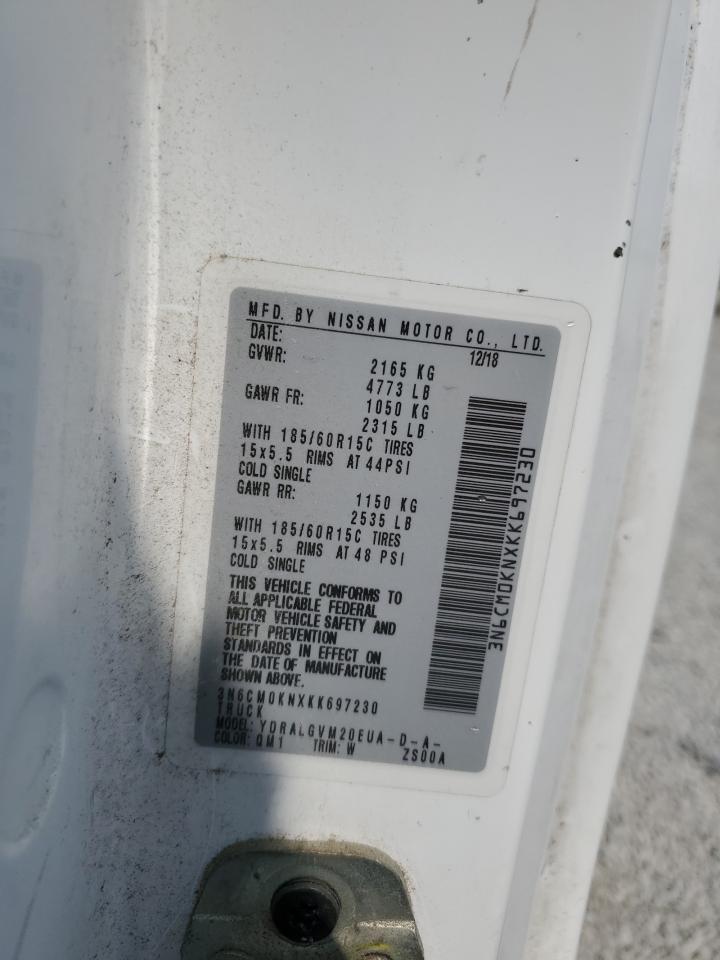 MFD. BY NISSAN MOTOR CO., LTD.
DATE: 12/18
GVWR: 2165 KG
4773 LB
GAWR FR: 1050 KG
2315 LB
WITH 185/60R15C TIRES
15x5.5 RIMS AT 44PSI
COLD SINGLE
GAWR RR: 1150 KG
2535 LB
WITH 185/60R15C TIRES
15x5.5 RIMS AT 48 PSI
COLD SINGLE
THIS VEHICLE CONFORMS TO
ALL APPLICABLE FEDERAL
MOTOR VEHICLE SAFETY AND
THEFT PREVENTION
STANDARDS IN EFFECT ON
THE DATE OF MANUFACTURE
SHOWN ABOVE.
3N6CM0KNXKK697230
TRUCK
MODEL: YDRALGVM20EUA-D-A-
COLOR: QM1 TRIM: W ZS00A
3N6CM0KNXKK697230